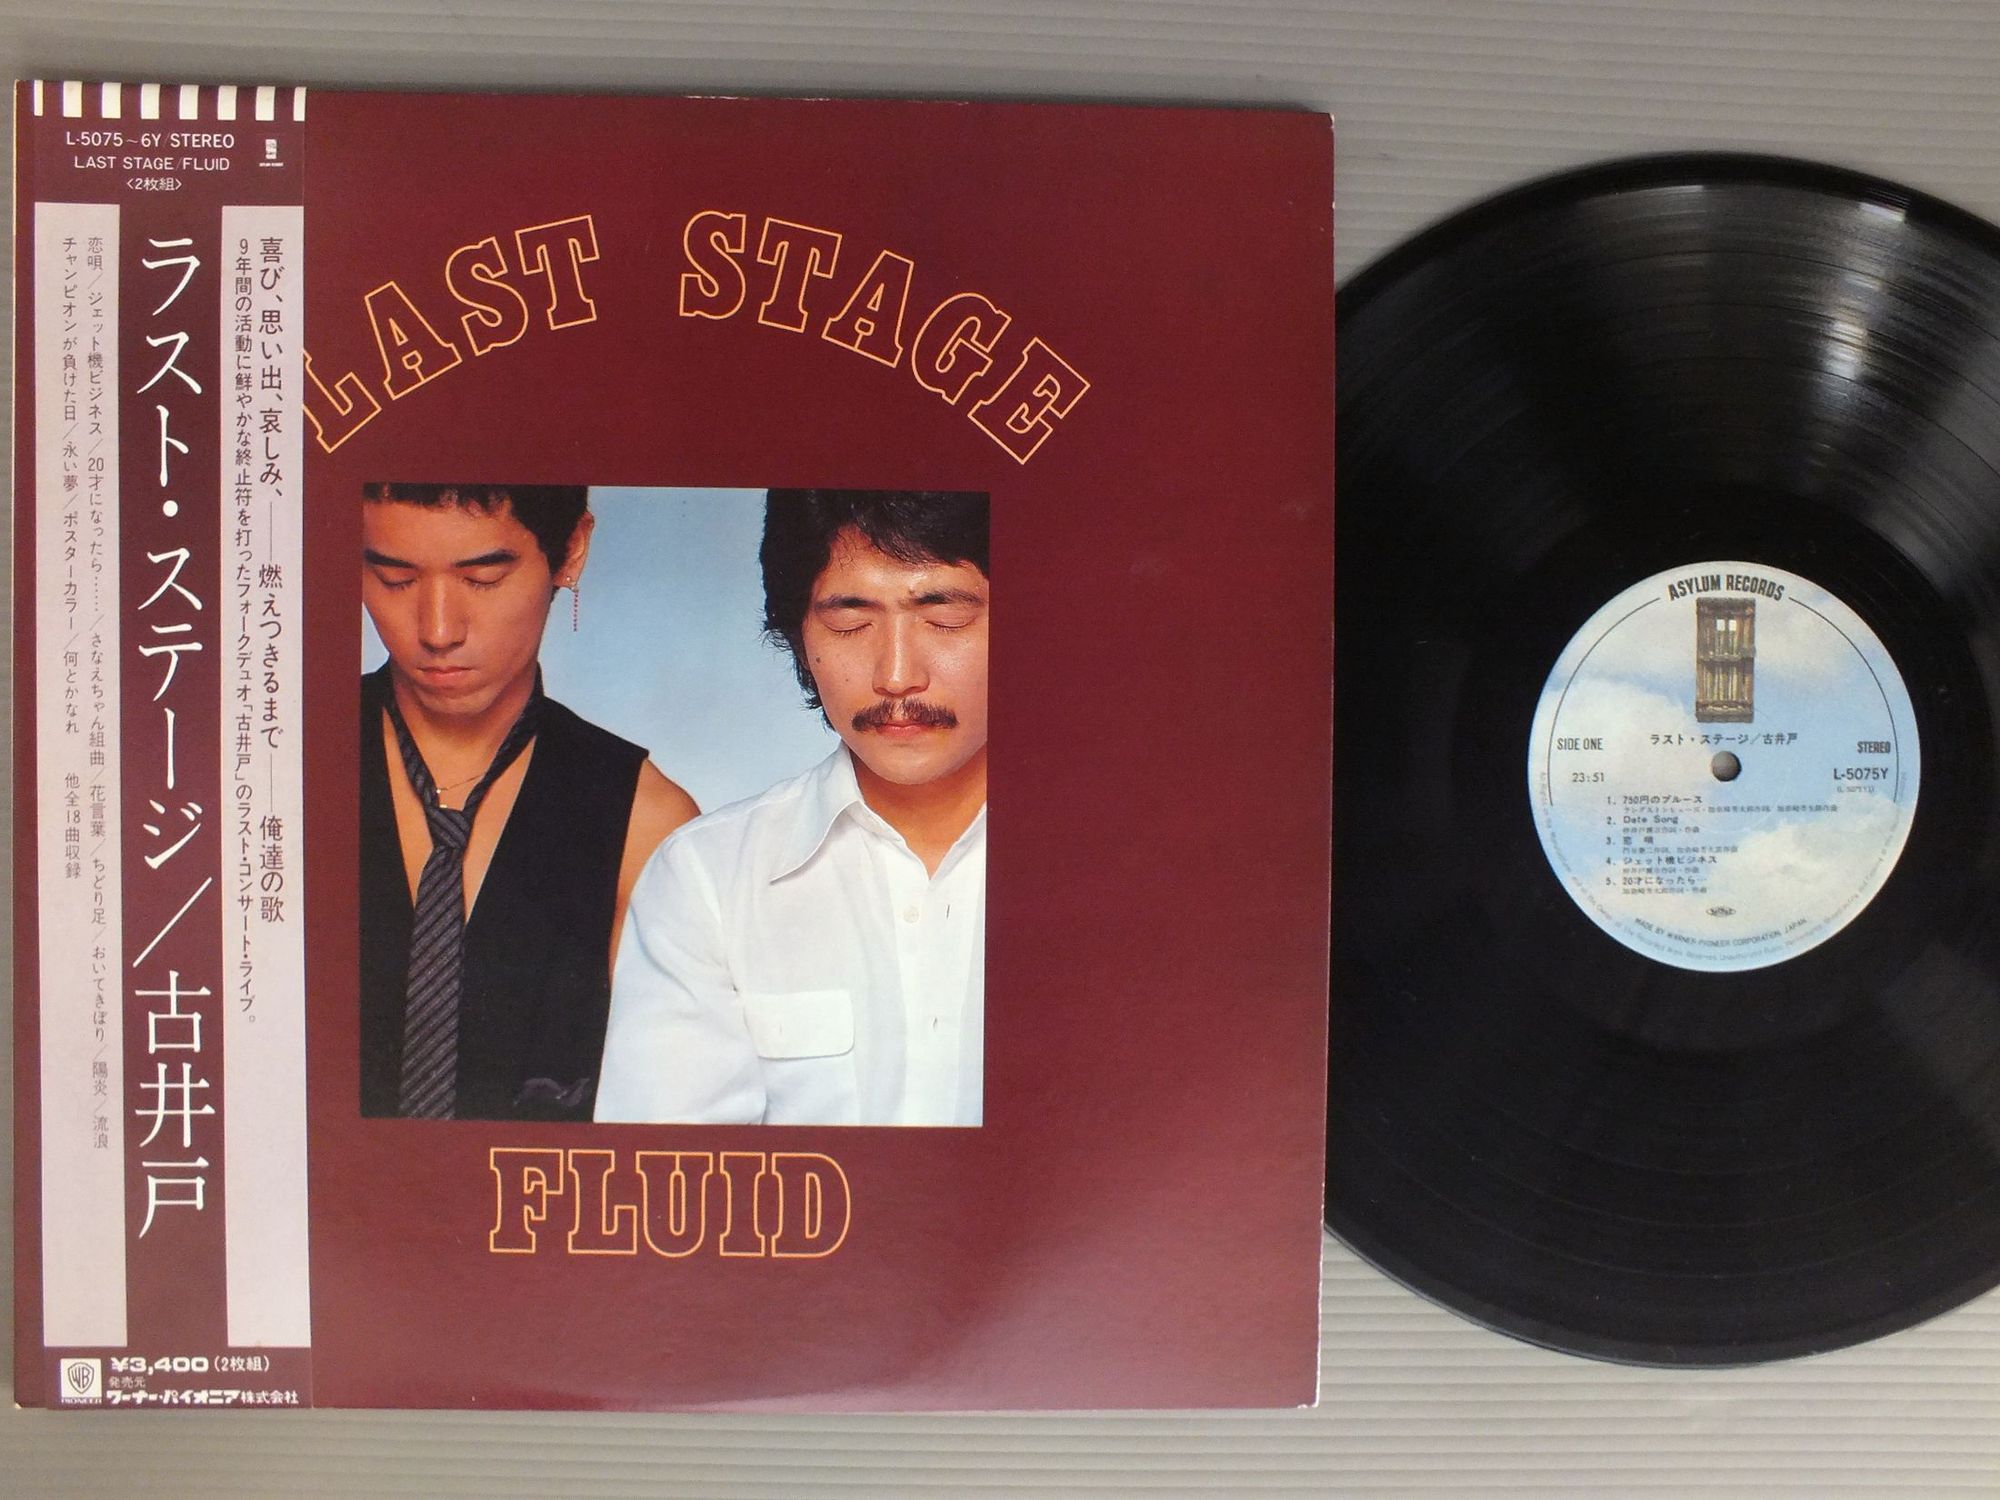 L-5075~6Y/STEREO
LAST STAGE/FLUID
〈2枚組〉
喜び、思い出、哀しみ、——燃えつきるまで——俺達の歌
9年間の活動に鮮やかな終止符を打ったフォークデュオ「古井戸」のラスト・コンサート・ライブ。
ラスト・ステージ/古井戸
恋唄/ジェット機ビジネス/20才になったら……/さなえちゃん組曲/花言葉/ちどり足/おいてきぼり/陽炎/流浪
チャンピオンが負けた日/永い夢/ポスターカラー/何とかなれ 他全18曲収録
WB
PIONEER
¥3,400(2枚組)
発売元
ワーナー・パイオニア株式会社
LAST STAGE
FLUID
ASYLUM RECORDS
ラスト・ステージ/古井戸
SIDE ONE
STEREO
23:51
L-5075Y
1. 750円のブルース
2. Date Song
3. 恋 唄
4. ジェット機ビジネス
5. 20才になったら…
MADE BY WARNER-PIONEER CORPORATION, JAPAN